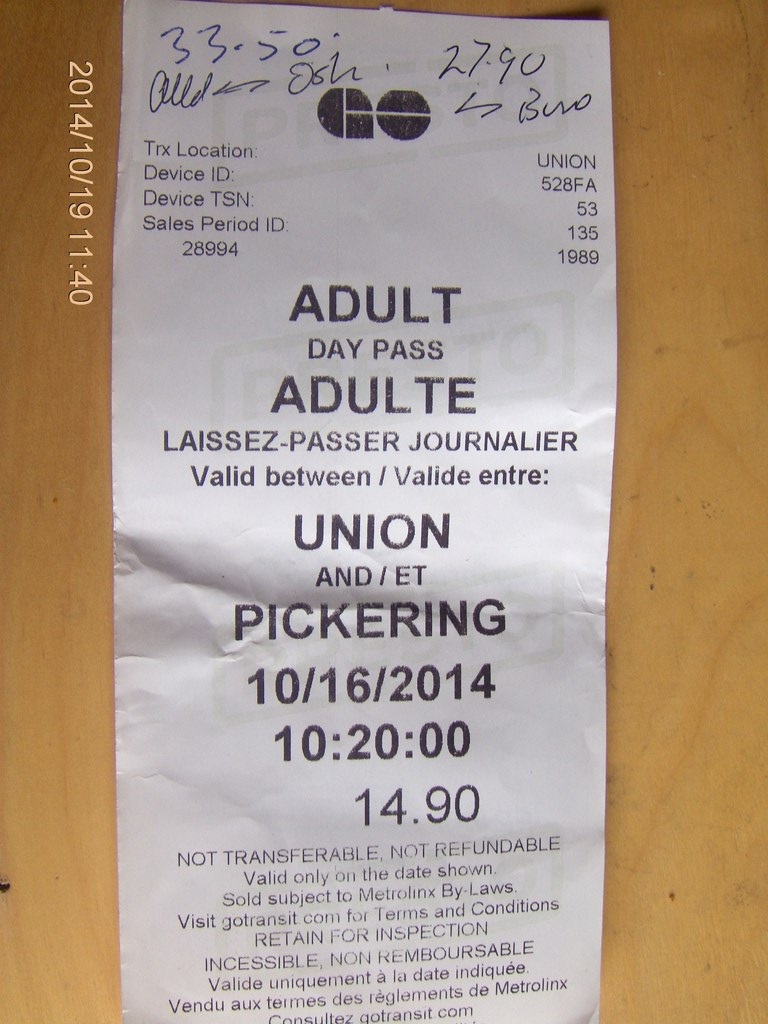 33.50. 27.90
Osh.
GO
Trx Location: UNION
Device ID: 528FA
Device TSN: 53
Sales Period ID: 135
28994 1989
ADULT
DAY PASS
ADULTE
LAISSEZ-PASSER JOURNALIER
Valid between / Valide entre:
UNION
AND / ET
PICKERING
10/16/2014
10:20:00
14.90
NOT TRANSFERABLE, NOT REFUNDABLE
Valid only on the date shown.
Sold subject to Metrolinx By-Laws.
Visit gotransit.com for Terms and Conditions
RETAIN FOR INSPECTION
INCESSIBLE, NON REMBOURSABLE
Valide uniquement à la date indiquée.
Vendu aux termes des règlements de Metrolinx
Consultez gotransit.com
2014/10/19 11:40